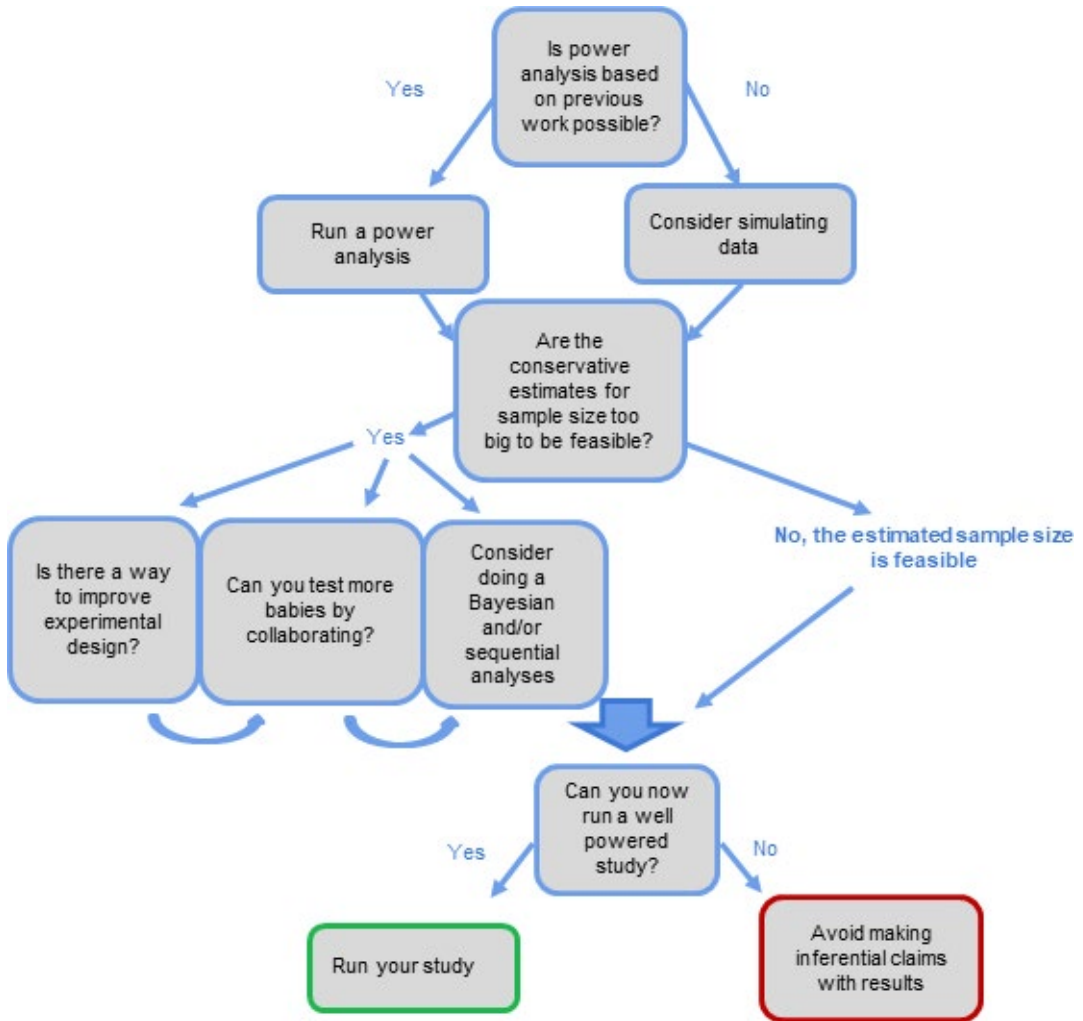 Is power
analysis based
on previous
work possible?
Yes
No
Run a power
analysis
Consider simulating
data
Are the
conservative
estimates for
sample size too
big to be feasible?
Yes
No, the estimated sample size
is feasible
Is there a way
to improve
experimental
design?
Can you test more
babies by
collaborating?
Consider
doing a
Bayesian
and/or
sequential
analyses
Can you now
run a well
powered
study?
Yes
No
Run your study
Avoid making
inferential claims
with results